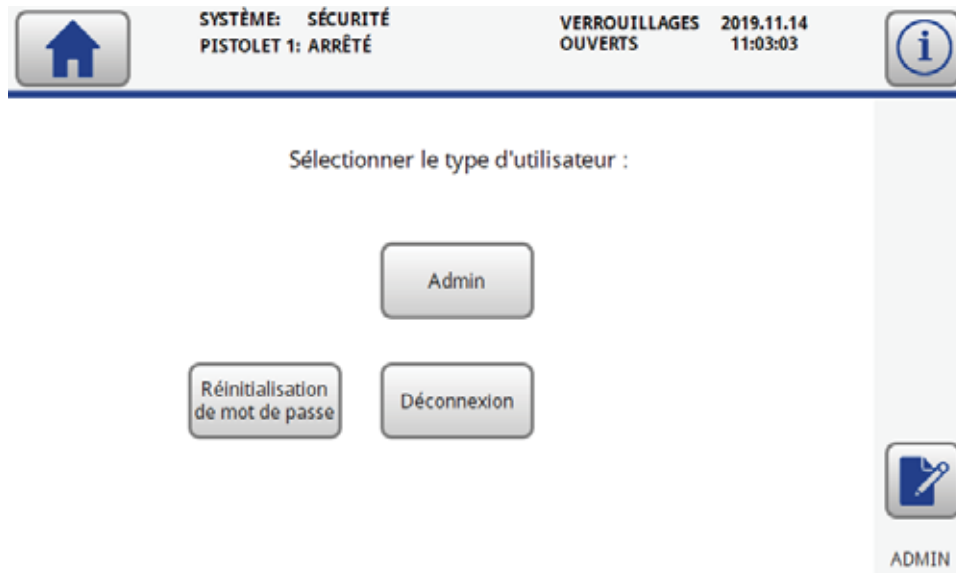 SYSTÈME: SÉCURITÉ
PISTOLET 1: ARRÊTÉ
VERROUILLAGES
OUVERTS
2019.11.14
11:03:03
i
Sélectionner le type d'utilisateur :
Admin
Réinitialisation
de mot de passe
Déconnexion
ADMIN